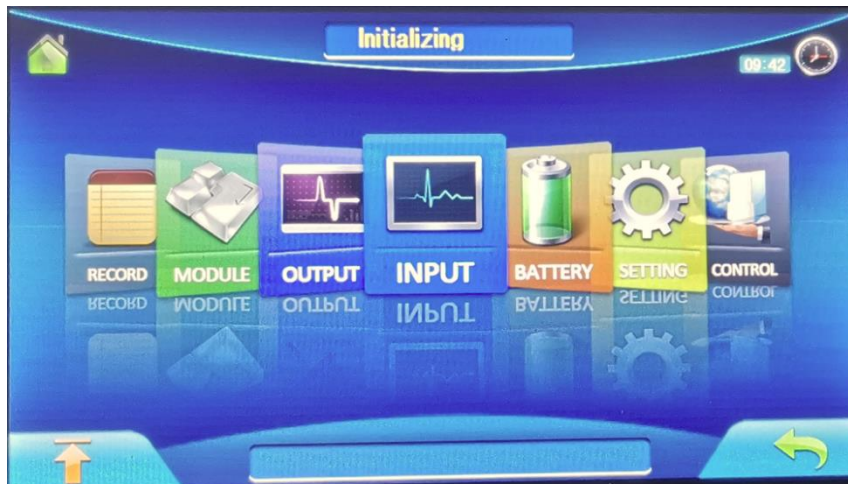 Initializing
09:42
RECORD
MODULE
OUTPUT
INPUT
BATTERY
SETTING
CONTROL